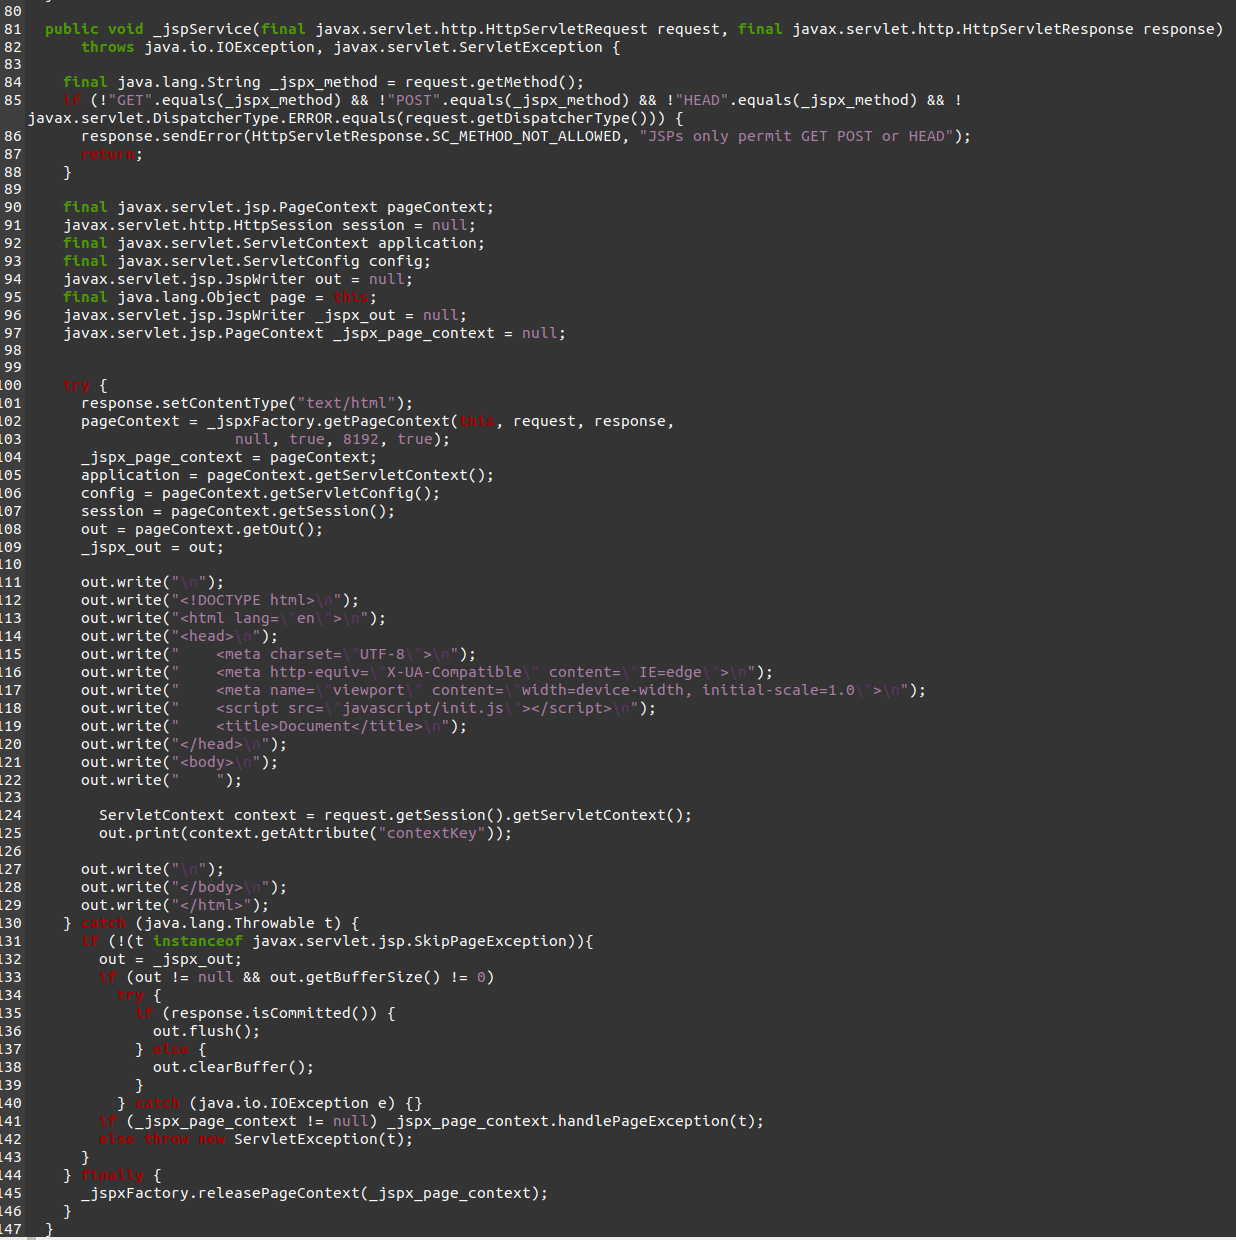 80
81 public void _jspService(final javax.servlet.http.HttpServletRequest request, final javax.servlet.http.HttpServletResponse response)
82 throws java.io.IOException, javax.servlet.ServletException {
83
84 final java.lang.String _jspx_method = request.getMethod();
85 if (!"GET".equals(_jspx_method) && !"POST".equals(_jspx_method) && !"HEAD".equals(_jspx_method) && !
javax.servlet.DispatcherType.ERROR.equals(request.getDispatcherType())) {
86 response.sendError(HttpServletResponse.SC_METHOD_NOT_ALLOWED, "JSPs only permit GET POST or HEAD");
87 return;
88 }
89
90 final javax.servlet.jsp.PageContext pageContext;
91 javax.servlet.http.HttpSession session = null;
92 final javax.servlet.ServletContext application;
93 final javax.servlet.ServletConfig config;
94 javax.servlet.jsp.JspWriter out = null;
95 final java.lang.Object page = this;
96 javax.servlet.jsp.JspWriter _jspx_out = null;
97 javax.servlet.jsp.PageContext _jspx_page_context = null;
98
99
100 try {
101 response.setContentType("text/html");
102 pageContext = _jspxFactory.getPageContext(this, request, response,
103 null, true, 8192, true);
104 _jspx_page_context = pageContext;
105 application = pageContext.getServletContext();
106 config = pageContext.getServletConfig();
107 session = pageContext.getSession();
108 out = pageContext.getOut();
109 _jspx_out = out;
110
111 out.write("\n");
112 out.write("<!DOCTYPE html>\n");
113 out.write("<html lang=\"en\">\n");
114 out.write("<head>\n");
115 out.write("    <meta charset=\"UTF-8\">\n");
116 out.write("    <meta http-equiv=\"X-UA-Compatible\" content=\"IE=edge\">\n");
117 out.write("    <meta name=\"viewport\" content=\"width=device-width, initial-scale=1.0\">\n");
118 out.write("    <script src=\"javascript/init.js\"></script>\n");
119 out.write("    <title>Document</title>\n");
120 out.write("</head>\n");
121 out.write("<body>\n");
122 out.write("    ");
123
124 ServletContext context = request.getSession().getServletContext();
125 out.print(context.getAttribute("contextKey"));
126
127 out.write("\n");
128 out.write("</body>\n");
129 out.write("</html>");
130 } catch (java.lang.Throwable t) {
131 if (!(t instanceof javax.servlet.jsp.SkipPageException)){
132 out = _jspx_out;
133 if (out != null && out.getBufferSize() != 0)
134 try {
135 if (response.isCommitted()) {
136 out.flush();
137 } else {
138 out.clearBuffer();
139 }
140 } catch (java.io.IOException e) {}
141 if (_jspx_page_context != null) _jspx_page_context.handlePageException(t);
142 else throw new ServletException(t);
143 }
144 } finally {
145 _jspxFactory.releasePageContext(_jspx_page_context);
146 }
147 }